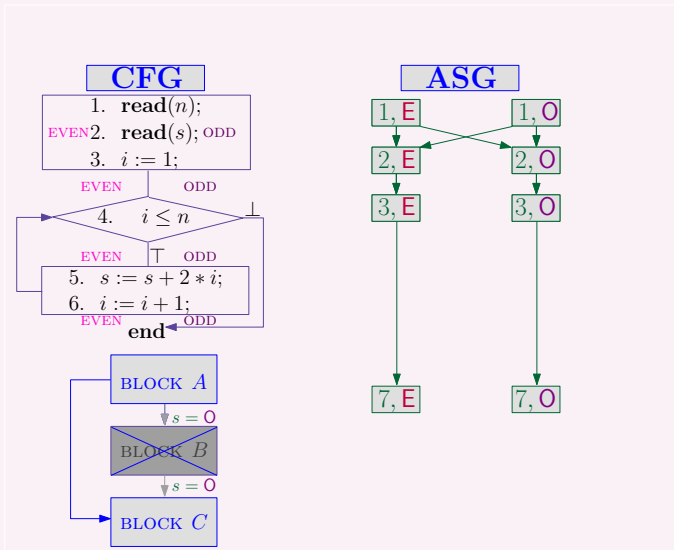 CFG
1. read(n);
EVEN 2. read(s); ODD
3. i := 1;
EVEN ODD
4. i ≤ n ⊥
⊤
EVEN ODD
5. s := s + 2 * i;
6. i := i + 1;
EVEN ODD
end
BLOCK A
s = O
BLOCK B
s = O
BLOCK C
ASG
1, E 1, O
2, E 2, O
3, E 3, O
7, E 7, O